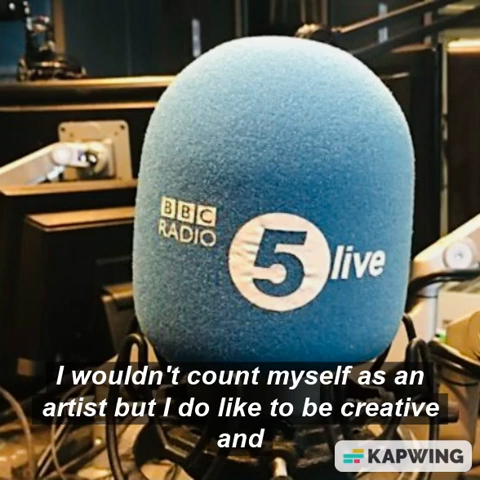 BBC
RADIO
5 live
I wouldn't count myself as an
artist but I do like to be creative
and
KAPWING